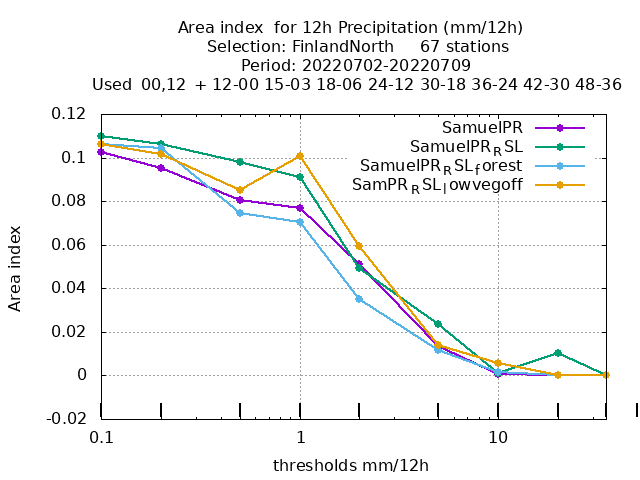 Area index  for 12h Precipitation (mm/12h)
Selection: FinlandNorth     67 stations
Period: 20220702-20220709
Used  00,12  + 12-00 15-03 18-06 24-12 30-18 36-24 42-30 48-36
SamuelPR
SamuelPR_RSL
SamuelPR_RSL_forest
SamPR_RSL_lowvegoff
0.12
0.1
0.08
0.06
0.04
0.02
0
-0.02
Area index
0.1 1 10
thresholds mm/12h